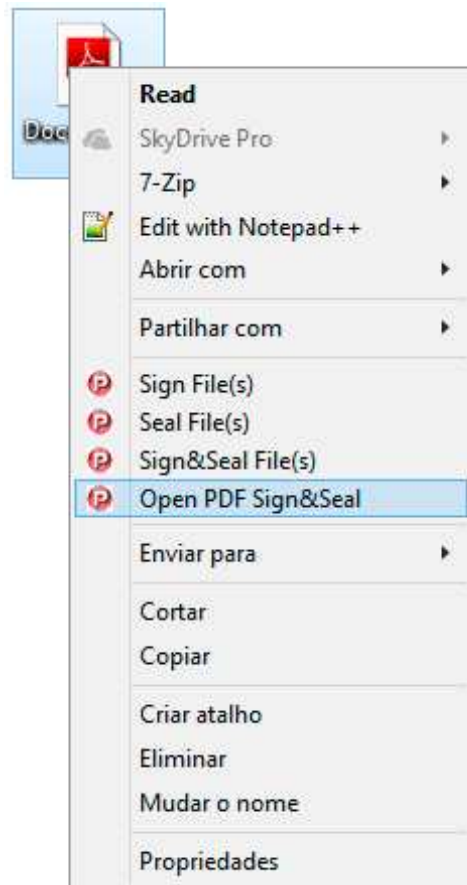 Read
SkyDrive Pro
7-Zip
Edit with Notepad++
Abrir com
Partilhar com
Sign File(s)
Seal File(s)
Sign&Seal File(s)
Open PDF Sign&Seal
Enviar para
Cortar
Copiar
Criar atalho
Eliminar
Mudar o nome
Propriedades